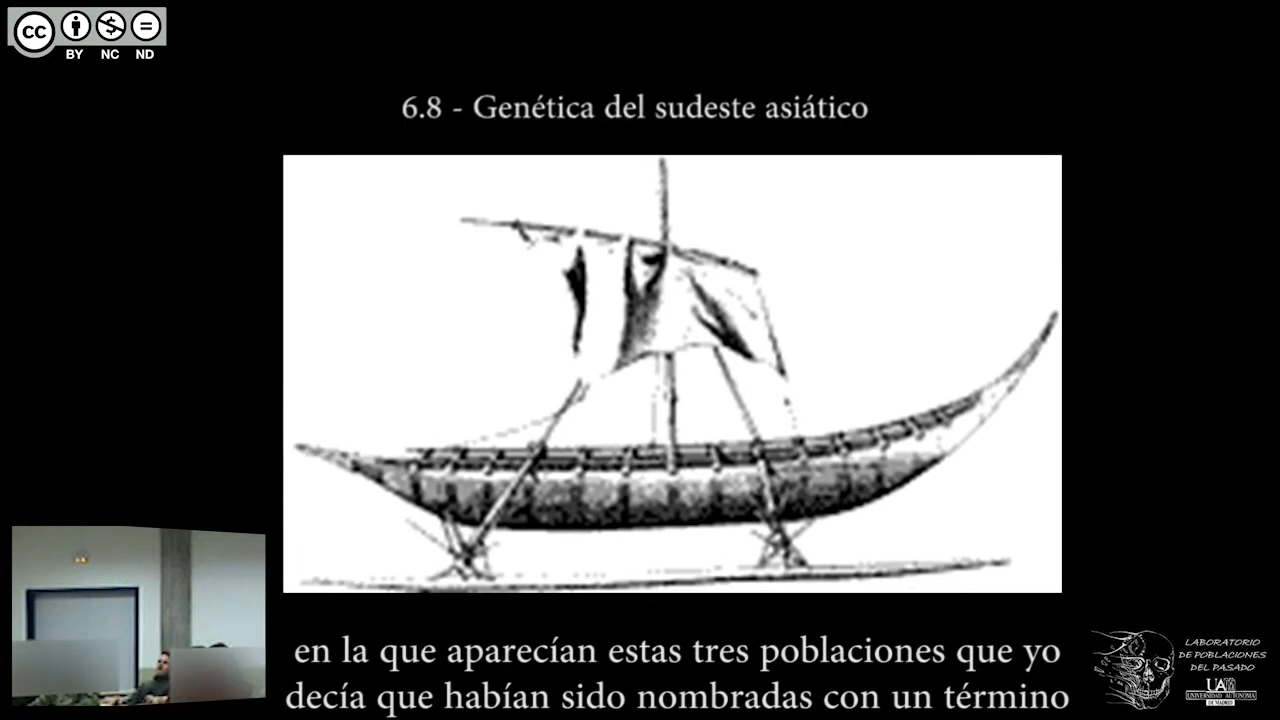 cc
BY NC ND
6.8 - Genética del sudeste asiático
en la que aparecían estas tres poblaciones que yo
decía que habían sido nombradas con un término
LABORATORIO
DE POBLACIONES
DEL PASADO
UA
UNIVERSIDAD AUTONOMA
DE MADRID